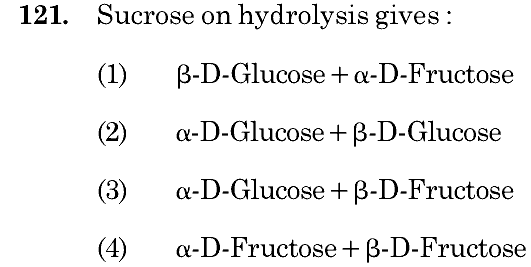 121. Sucrose on hydrolysis gives :
(1) β-D-Glucose + α-D-Fructose
(2) α-D-Glucose + β-D-Glucose
(3) α-D-Glucose + β-D-Fructose
(4) α-D-Fructose + β-D-Fructose